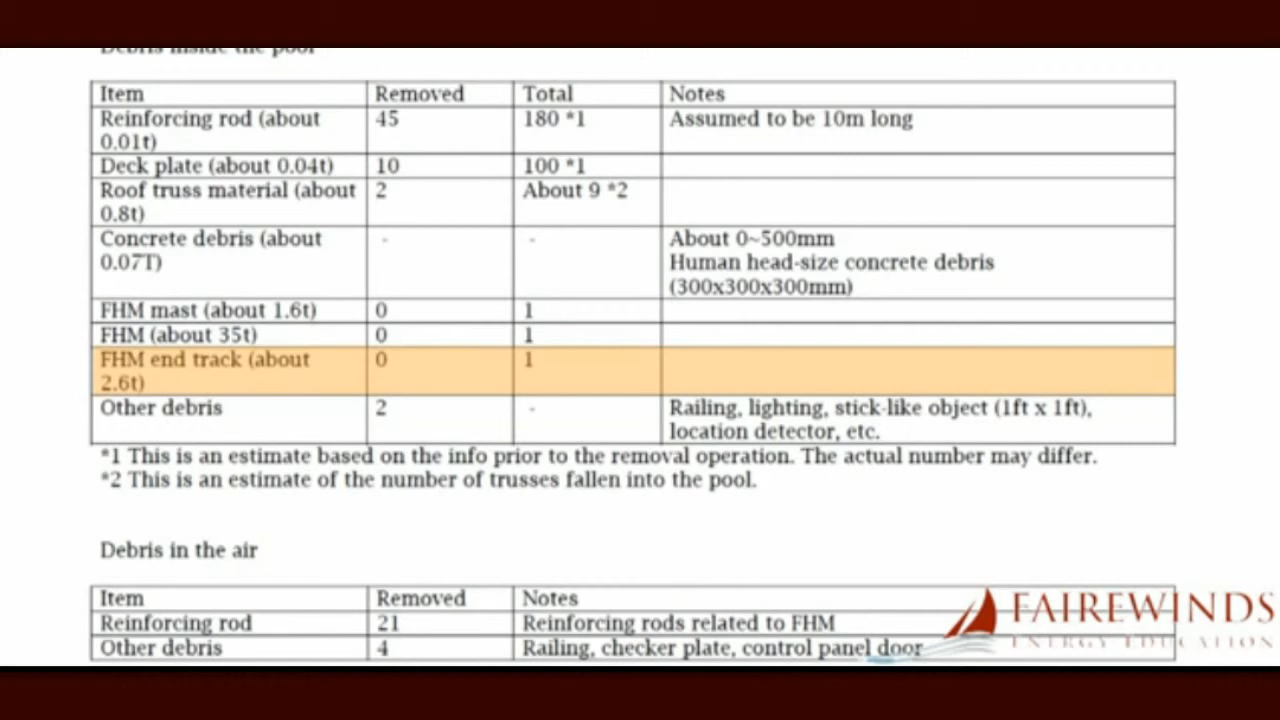 Debris inside the pool
Item Removed Total Notes
Reinforcing rod (about 45 180 *1 Assumed to be 10m long
0.01t)
Deck plate (about 0.04t) 10 100 *1
Roof truss material (about 2 About 9 *2
0.8t)
Concrete debris (about - - About 0~500mm
0.07T) Human head-size concrete debris
(300x300x300mm)
FHM mast (about 1.6t) 0 1
FHM (about 35t) 0 1
FHM end track (about 0 1
2.6t)
Other debris 2 - Railing, lighting, stick-like object (1ft x 1ft),
location detector, etc.
*1 This is an estimate based on the info prior to the removal operation. The actual number may differ.
*2 This is an estimate of the number of trusses fallen into the pool.
Debris in the air
Item Removed Notes
Reinforcing rod 21 Reinforcing rods related to FHM
Other debris 4 Railing, checker plate, control panel door
FAIREWINDS
ENERGY EDUCATION